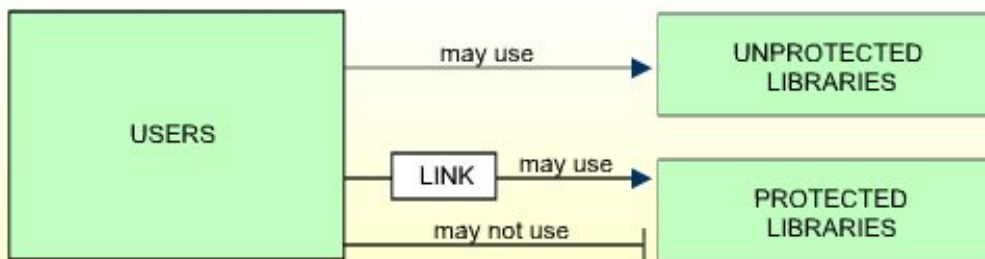 may use
UNPROTECTED
LIBRARIES
USERS
LINK
may use
PROTECTED
LIBRARIES
may not use